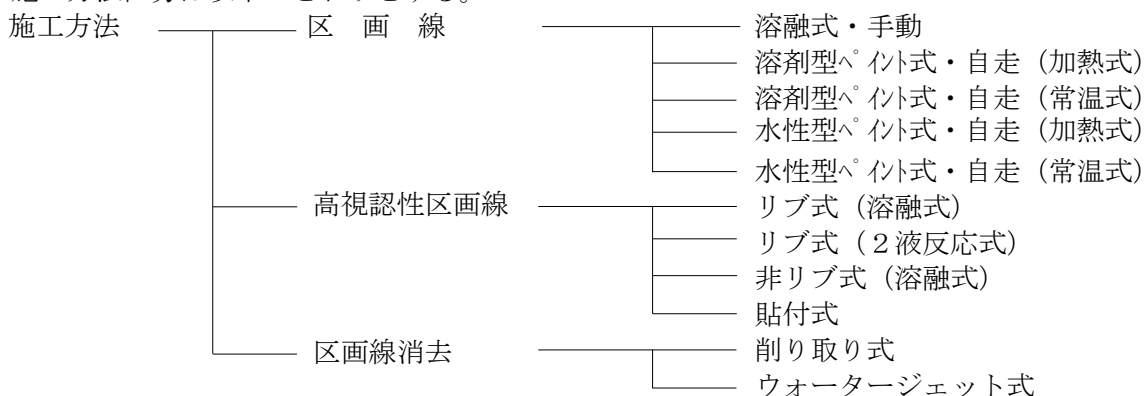 施工方法
区 画 線
溶融式・手動
溶剤型ﾍﾟｲﾝﾄ式・自走（加熱式）
溶剤型ﾍﾟｲﾝﾄ式・自走（常温式）
水性型ﾍﾟｲﾝﾄ式・自走（加熱式）
水性型ﾍﾟｲﾝﾄ式・自走（常温式）
高視認性区画線
リブ式（溶融式）
リブ式（２液反応式）
非リブ式（溶融式）
貼付式
区画線消去
削り取り式
ウォータージェット式